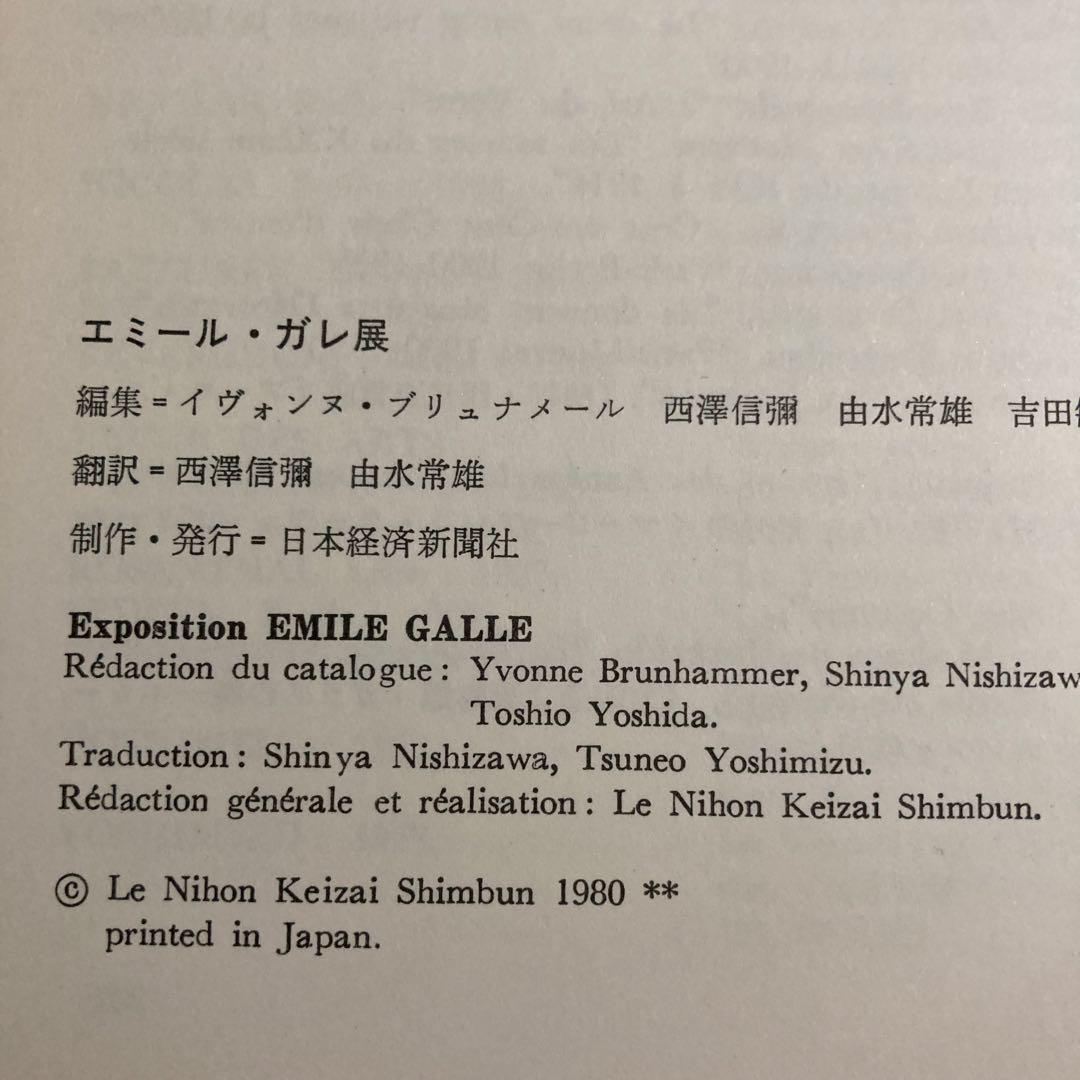 エミール・ガレ展
編集＝イヴォンヌ・ブリュナメール　西澤信彌　由水常雄　吉田
翻訳＝西澤信彌　由水常雄
制作・発行＝日本経済新聞社
Exposition EMILE GALLE
Rédaction du catalogue: Yvonne Brunhammer, Shinya Nishizaw
Toshio Yoshida.
Traduction: Shinya Nishizawa, Tsuneo Yoshimizu.
Rédaction générale et réalisation: Le Nihon Keizai Shimbun.
© Le Nihon Keizai Shimbun 1980 **
printed in Japan.